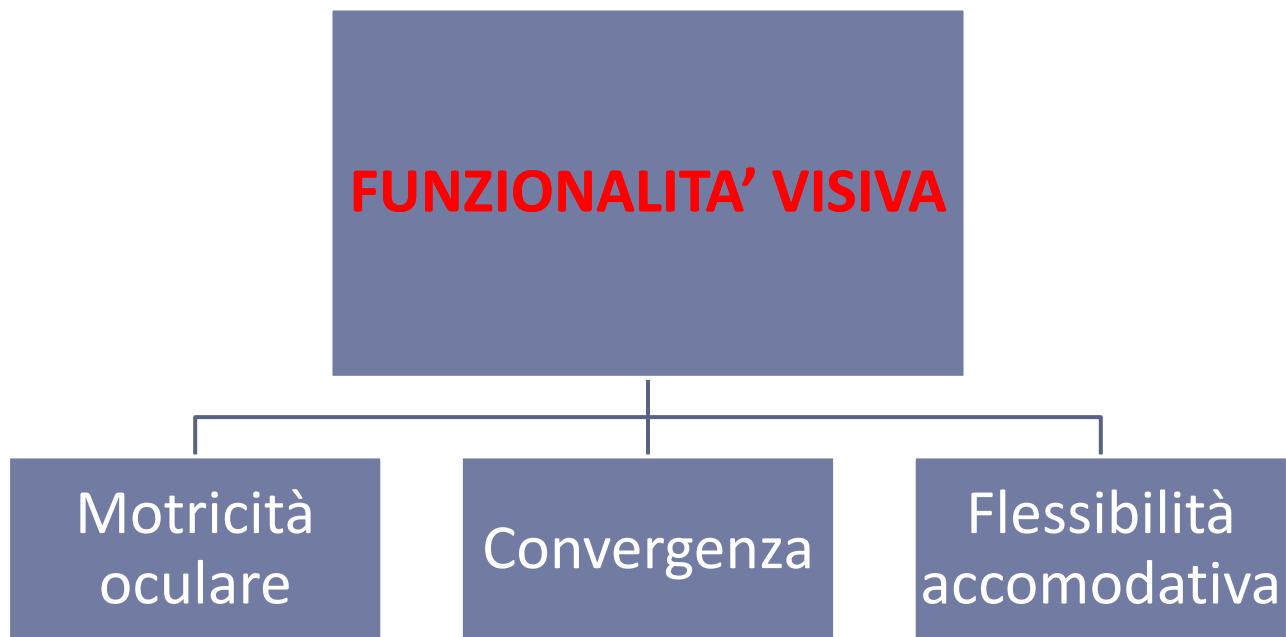 FUNZIONALITA’ VISIVA
Motricità
oculare
Convergenza
Flessibilità
accomodativa